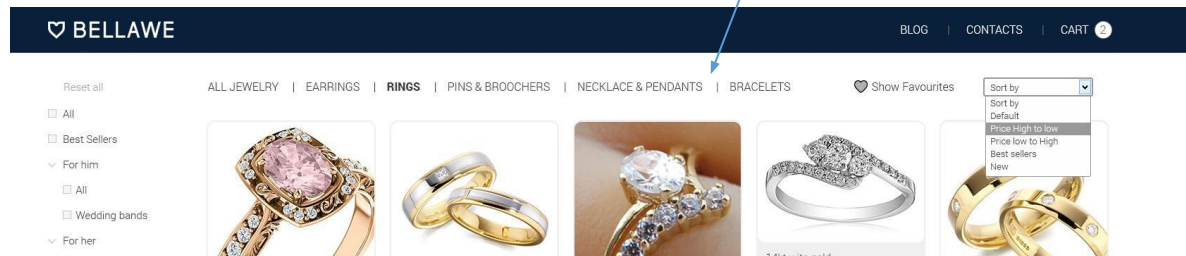 BELLAWE
BLOG | CONTACTS | CART 2
Reset all
ALL JEWELRY | EARRINGS | RINGS | PINS & BROOCHERS | NECKLACE & PENDANTS | BRACELETS
Show Favourites
Sort by
Sort by
Default
Price High to low
Price low to High
Best sellers
New
All
Best Sellers
For him
All
Wedding bands
For her